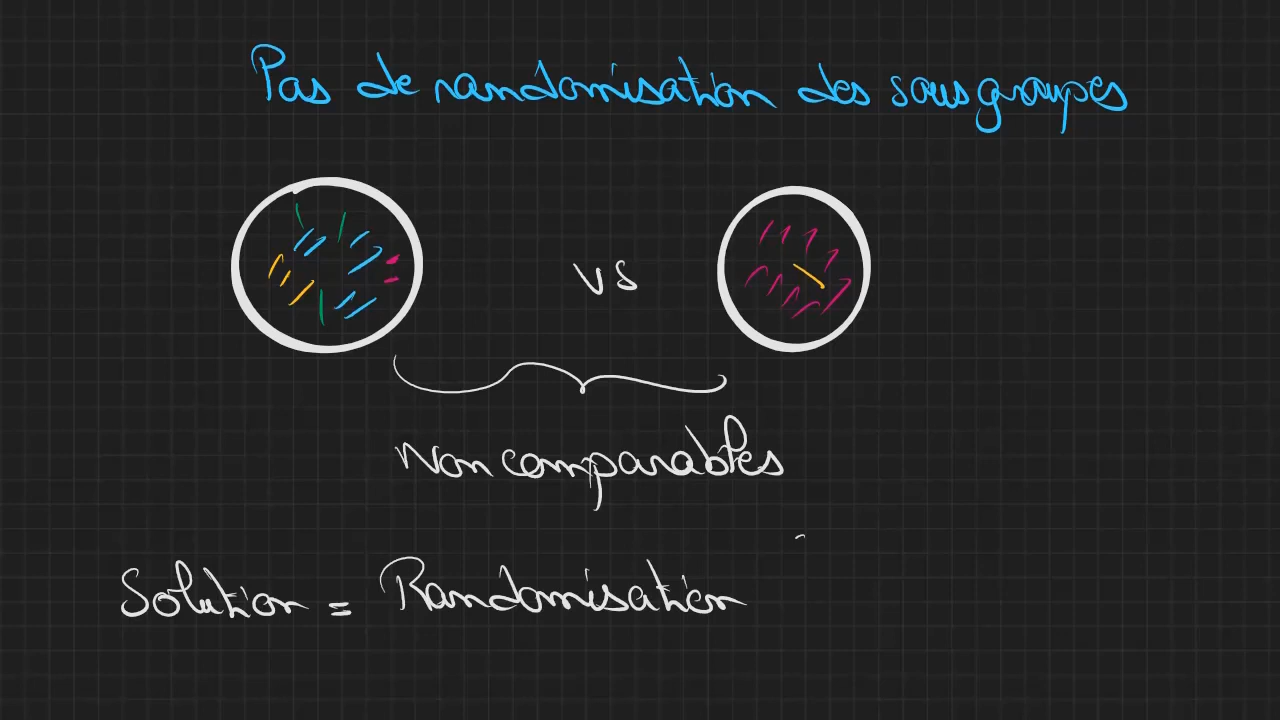 Pas de randomisation des sous groupes
vs
Non comparables
Solution = Randomisation